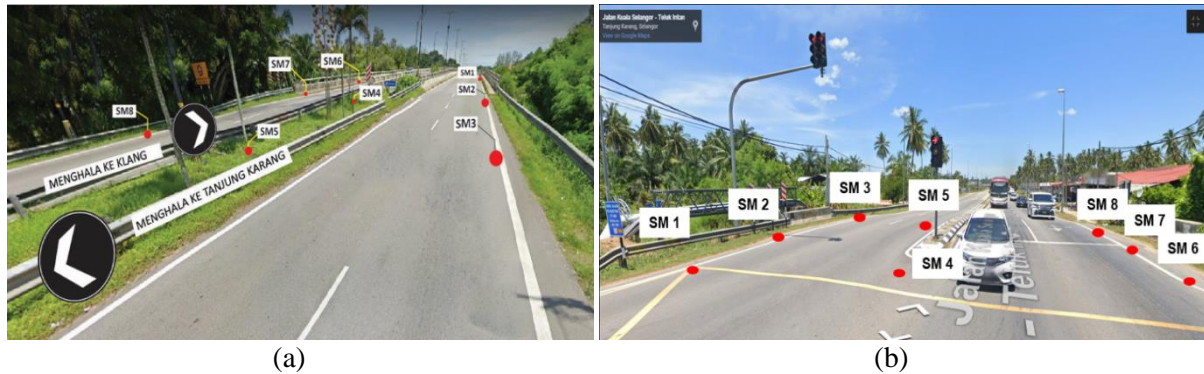 SM1
SM2
SM3
SM4
SM5
SM6
SM7
SM8
MENGHALA KE KLANG
MENGHALA KE TANJUNG KARANG
(a)
Jalan Kuala Selangor - Telok Intan
Tanjung Karang, Selangor
View on Google Maps
SM 1
SM 2
SM 3
SM 5
SM 4
SM 8
SM 7
SM 6
Jala
Teluk
(b)